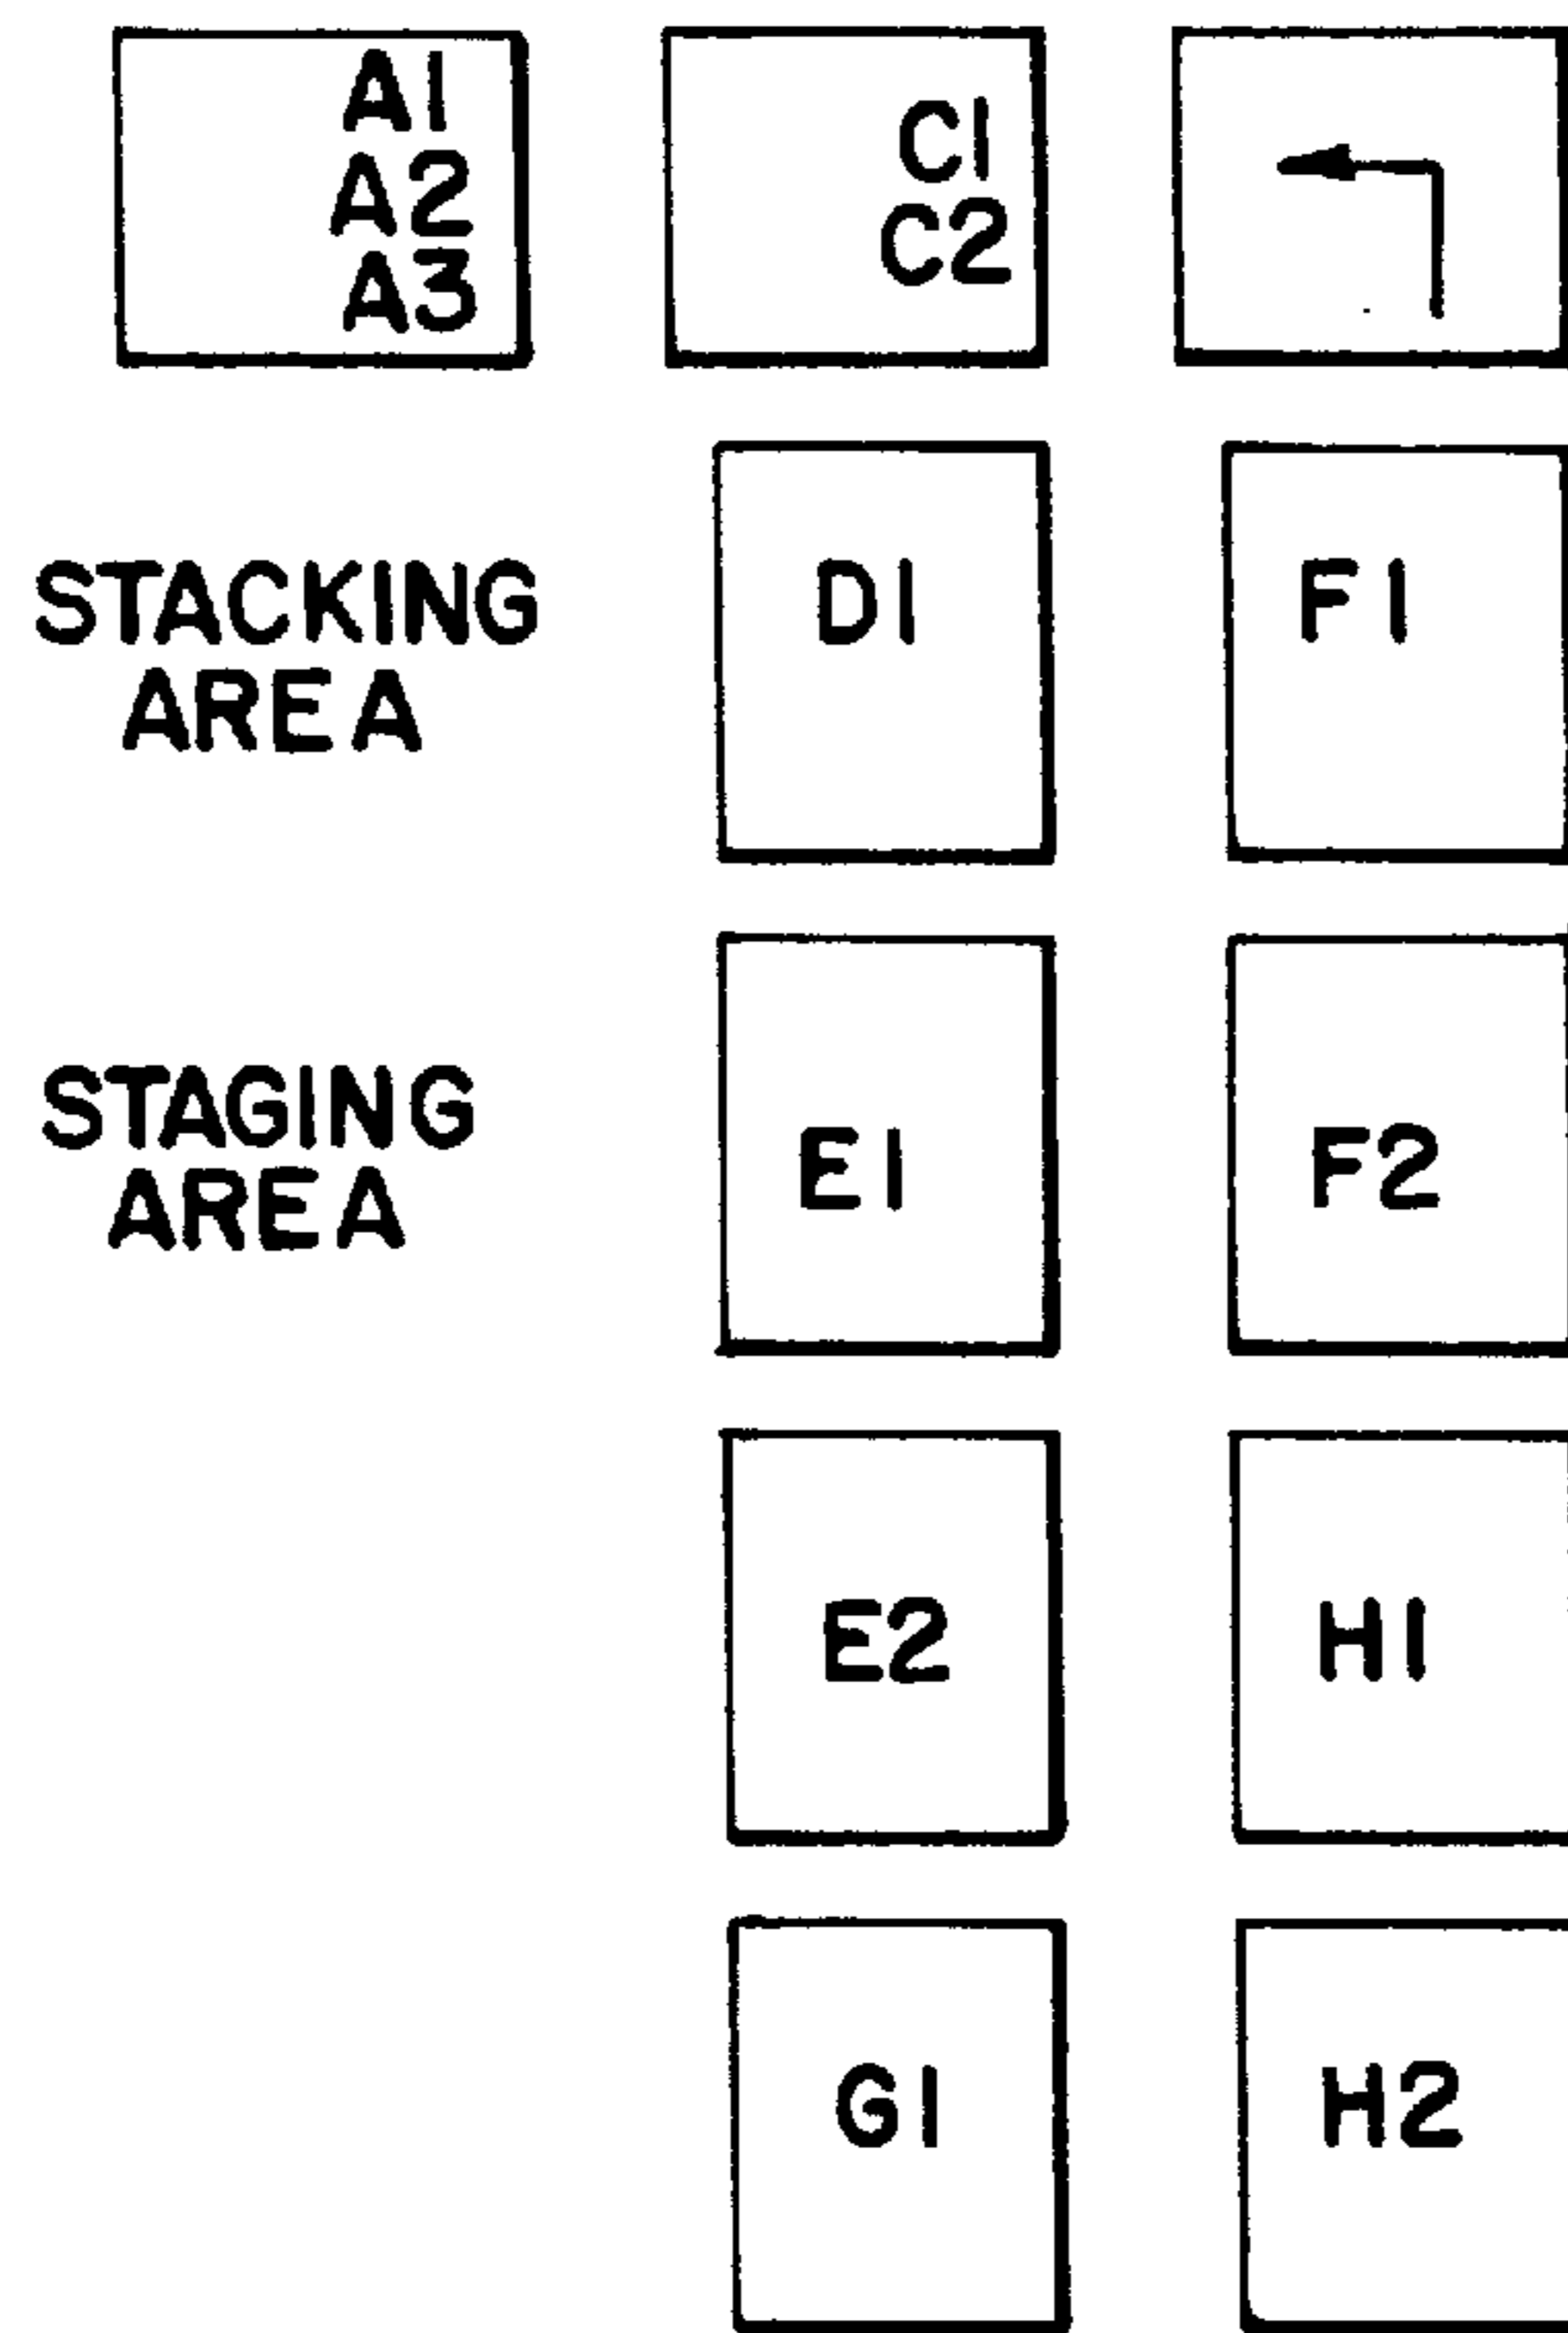 A1
A2
A3
C1
C2
STACKING
AREA
D1
F1
STAGING
AREA
E1
F2
E2
H1
G1
H2